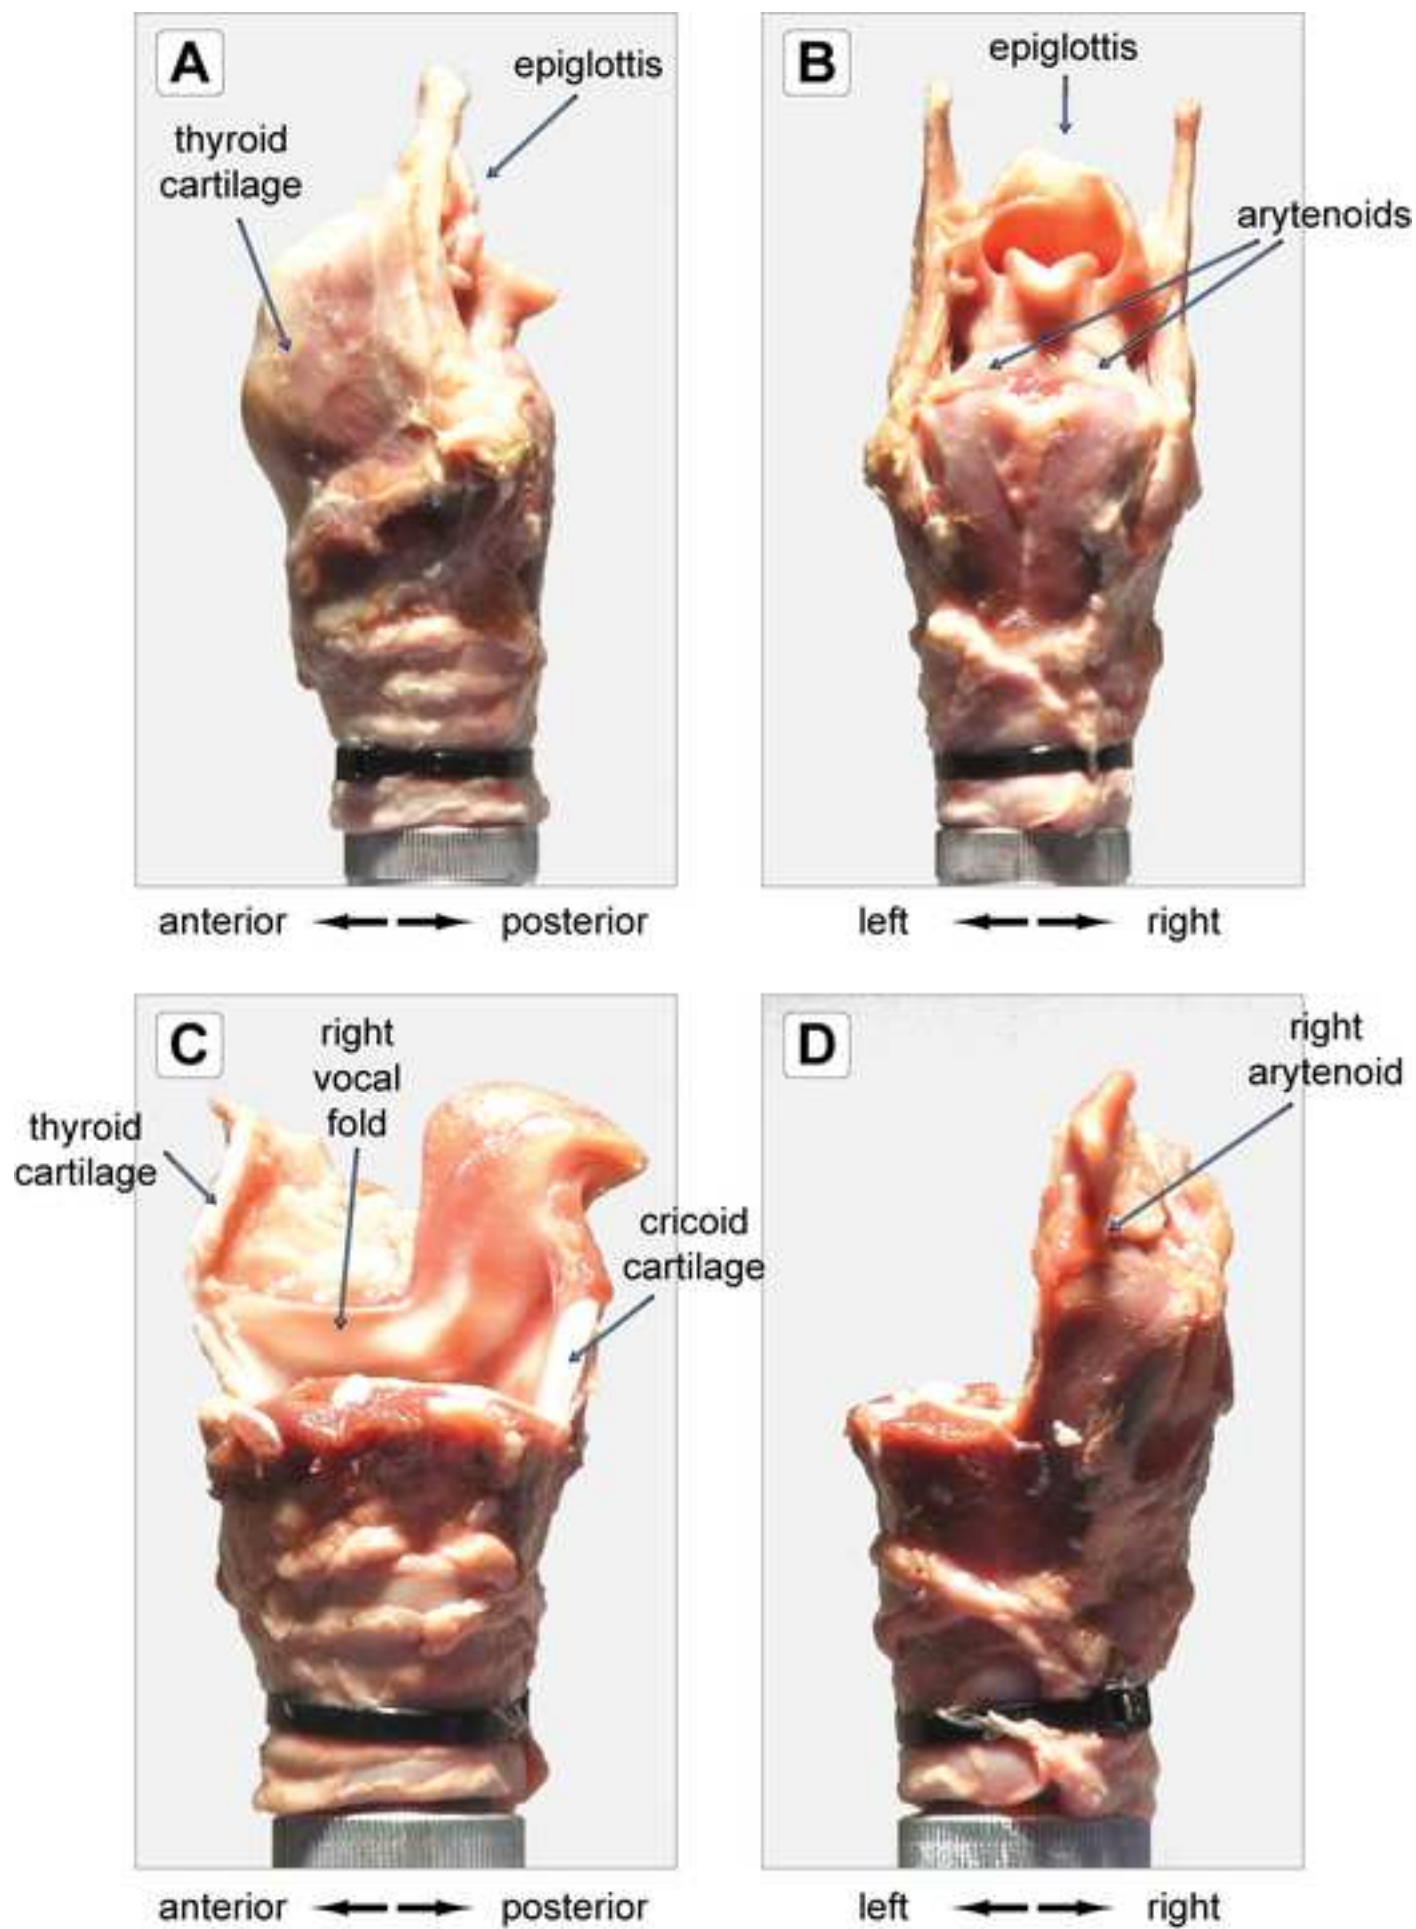 A
epiglottis
thyroid
cartilage
anterior
posterior
B
epiglottis
arytenoids
left
right
C
right
vocal
fold
thyroid
cartilage
cricoid
cartilage
anterior
posterior
D
right
arytenoid
left
right